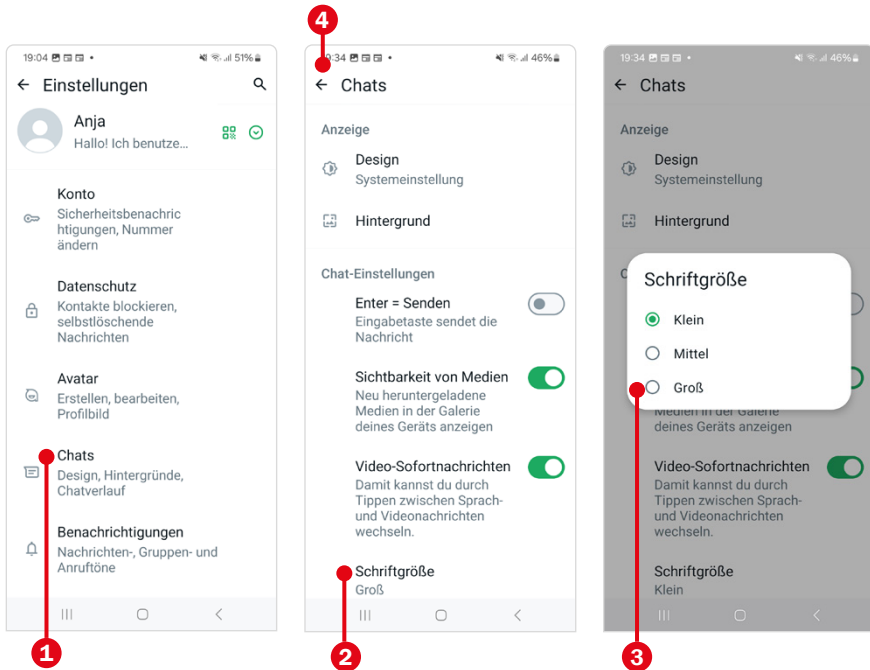 4
19:04
51%
Einstellungen
Anja
Hallo! Ich benutze...
Konto
Sicherheitsbenachric
htigungen, Nummer
ändern
Datenschutz
Kontakte blockieren,
selbstlöschende
Nachrichten
Avatar
Erstellen, bearbeiten,
Profilbild
Chats
Design, Hintergründe,
Chatverlauf
Benachrichtigungen
Nachrichten-, Gruppen- und
Anruftöne
1
:34
46%
Chats
Anzeige
Design
Systemeinstellung
Hintergrund
Chat-Einstellungen
Enter = Senden
Eingabetaste sendet die
Nachricht
Sichtbarkeit von Medien
Neu heruntergeladene
Medien in der Galerie
deines Geräts anzeigen
Video-Sofortnachrichten
Damit kannst du durch
Tippen zwischen Sprach-
und Videonachrichten
wechseln.
Schriftgröße
Groß
2
19:34
46%
Chats
Anzeige
Design
Systemeinstellung
Hintergrund
C
Schriftgröße
Klein
Mittel
Groß
Medien in der Galerie
deines Geräts anzeigen
Video-Sofortnachrichten
Damit kannst du durch
Tippen zwischen Sprach-
und Videonachrichten
wechseln.
Schriftgröße
Klein
3